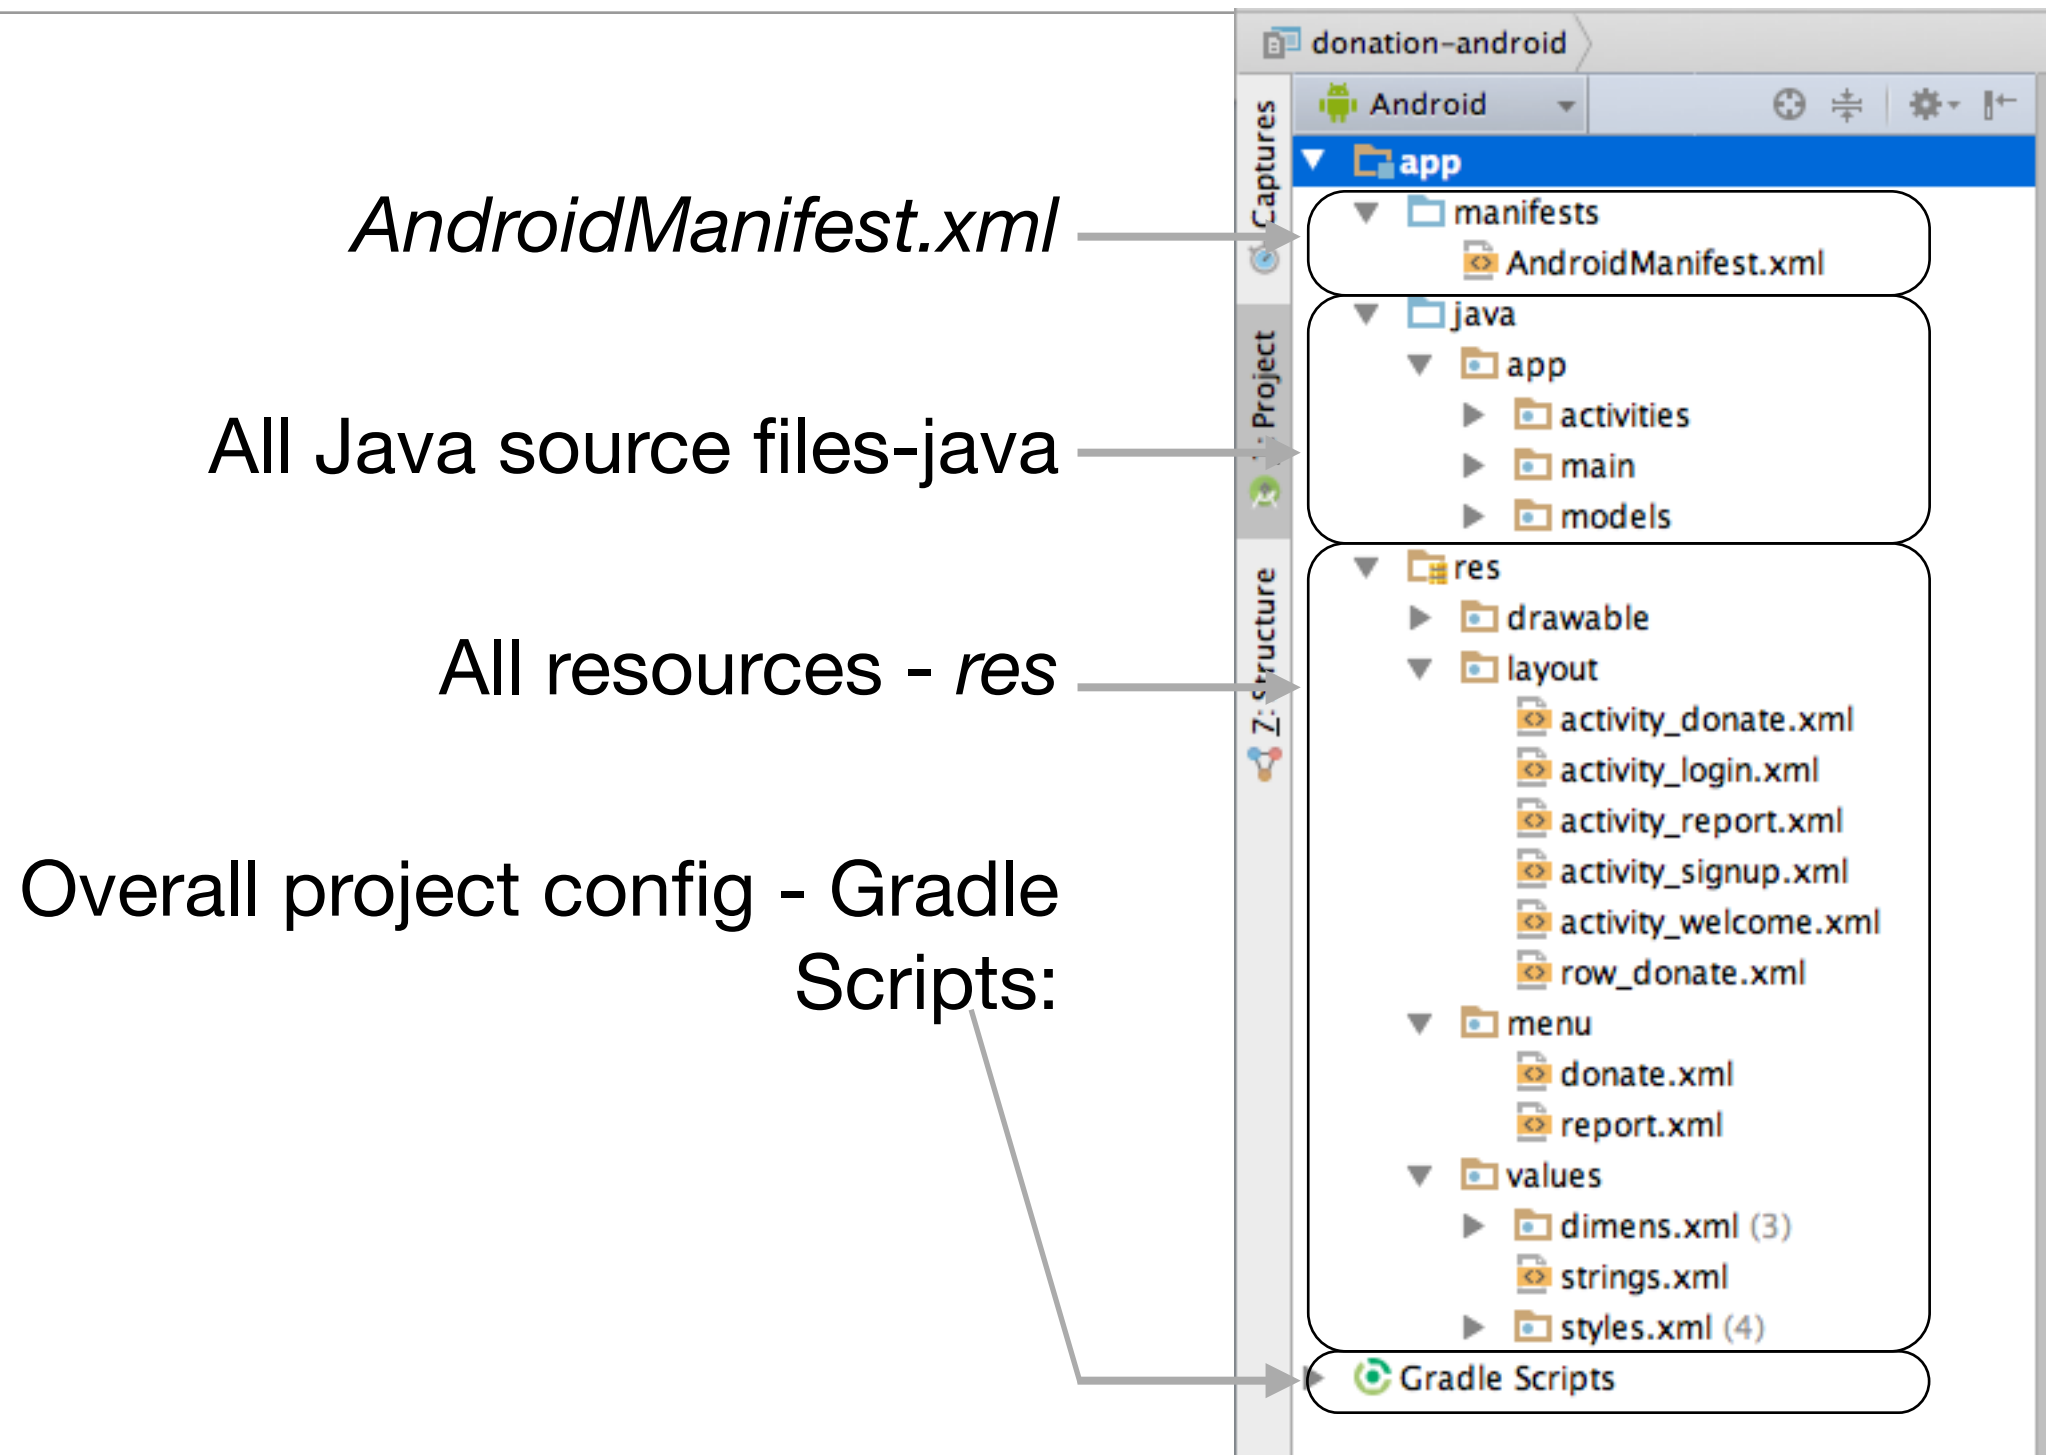 donation-android
Android
Captures
app
AndroidManifest.xml
manifests
AndroidManifest.xml
All Java source files-java
: Project
java
app
activities
main
models
All resources - res
7: Structure
res
drawable
layout
activity_donate.xml
activity_login.xml
activity_report.xml
activity_signup.xml
activity_welcome.xml
row_donate.xml
menu
donate.xml
report.xml
values
dimens.xml (3)
strings.xml
styles.xml (4)
Overall project config - Gradle
Scripts:
Gradle Scripts